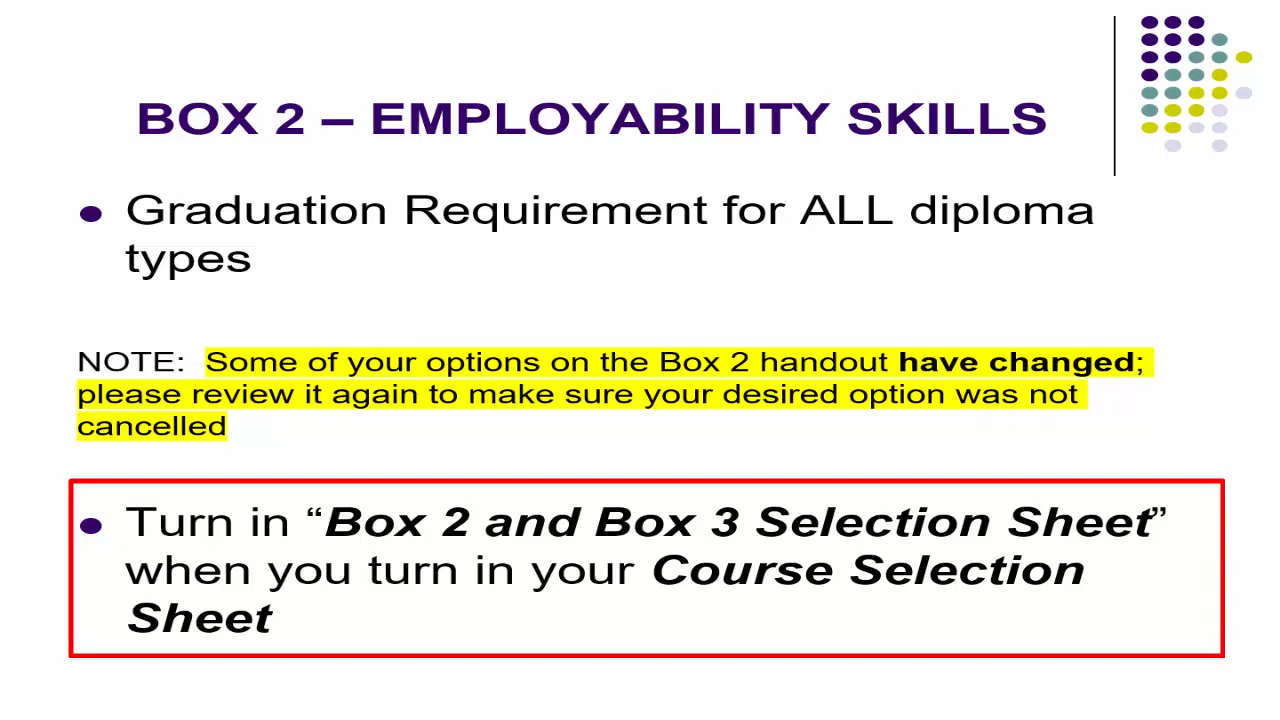 BOX 2 – EMPLOYABILITY SKILLS
Graduation Requirement for ALL diploma
types
NOTE: Some of your options on the Box 2 handout have changed;
please review it again to make sure your desired option was not
cancelled
Turn in “Box 2 and Box 3 Selection Sheet”
when you turn in your Course Selection
Sheet